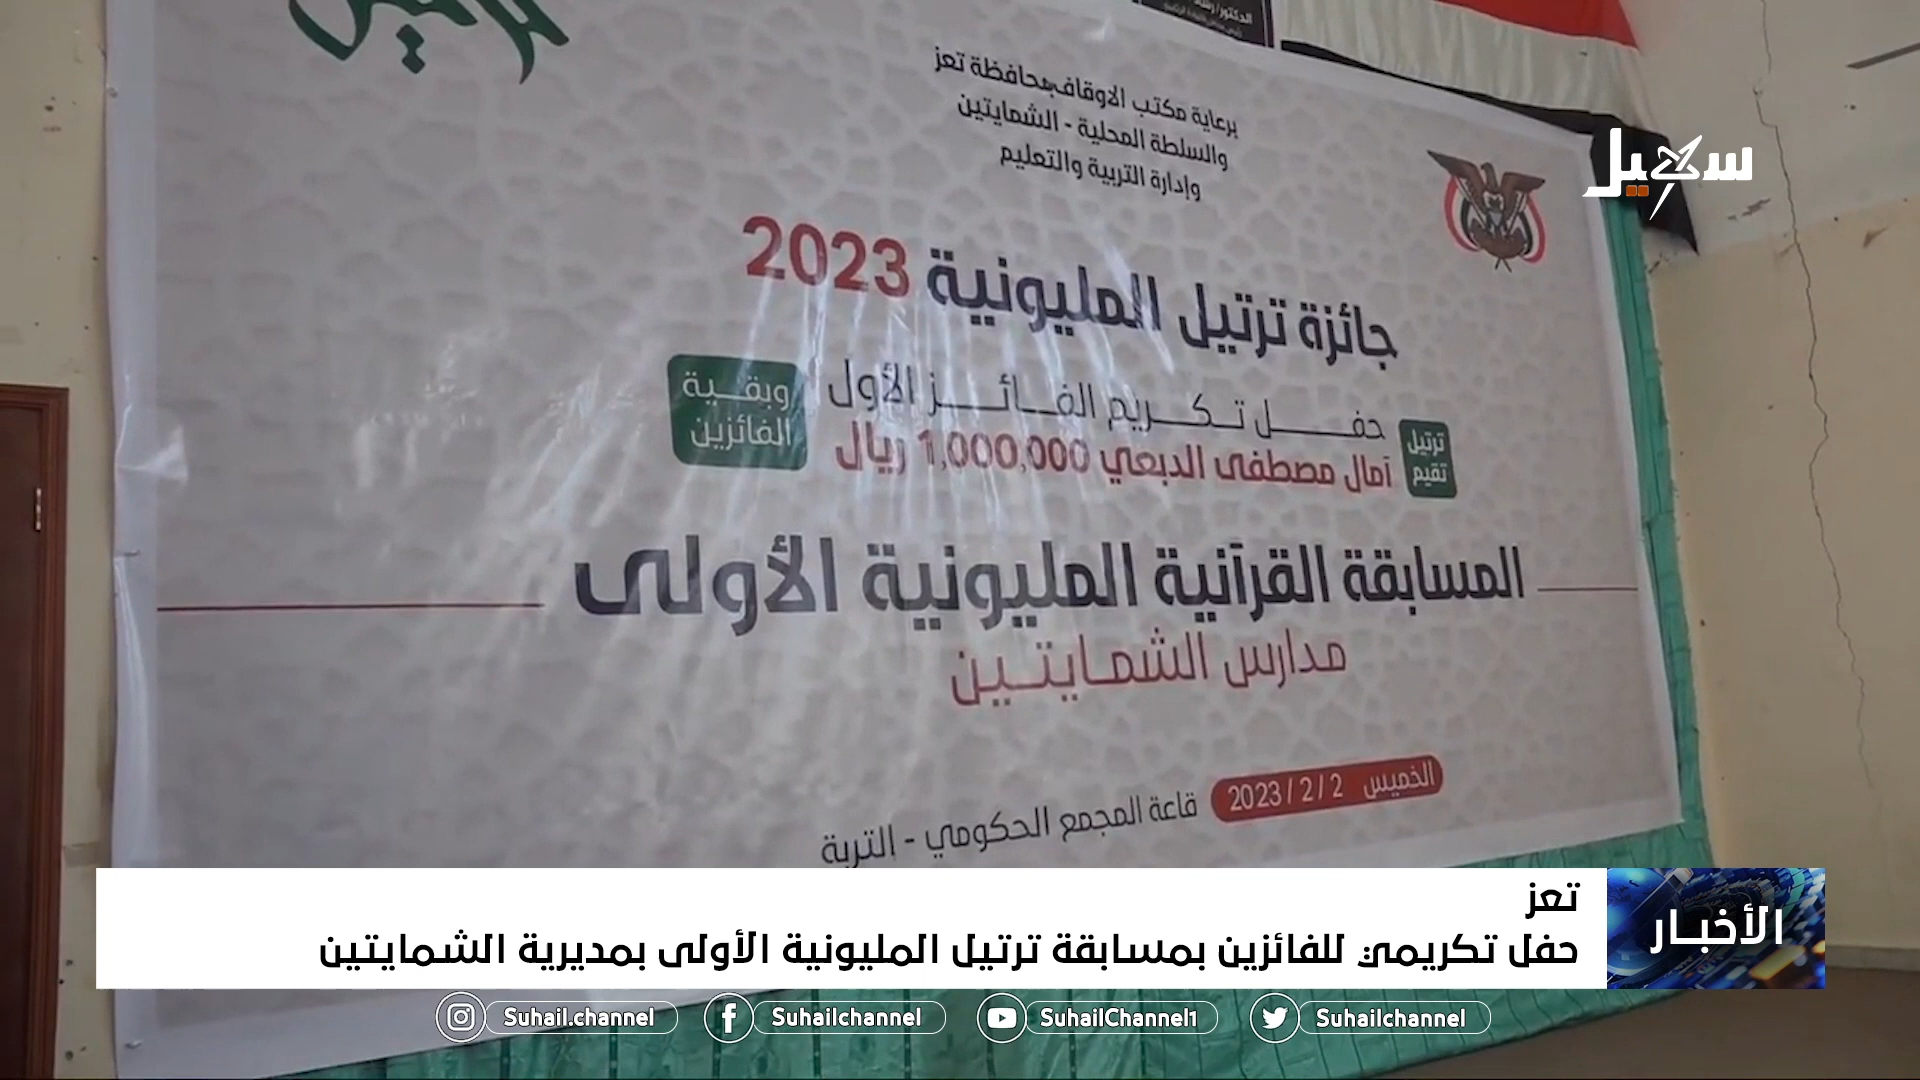 ترتيل
برعاية مكتب الاوقاف بمحافظة تعز
والسلطة المحلية - الشمايتين
وإدارة التربية والتعليم
سهيل
جائزة ترتيل المليونية 2023
ترتيل تقيم
حفل تكريم الفائز الأول
آمال مصطفى الدبعي 1,000,000 ريال
وبقية الفائزين
المسابقة القرآنية المليونية الأولى
مدارس الشمايتين
الخميس 2 / 2 / 2023 قاعة المجمع الحكومي - التربة
الأخبار
تعز
حفل تكريمي للفائزين بمسابقة ترتيل المليونية الأولى بمديرية الشمايتين
Suhail.channel Suhailchannel SuhailChannel1 Suhailchannel